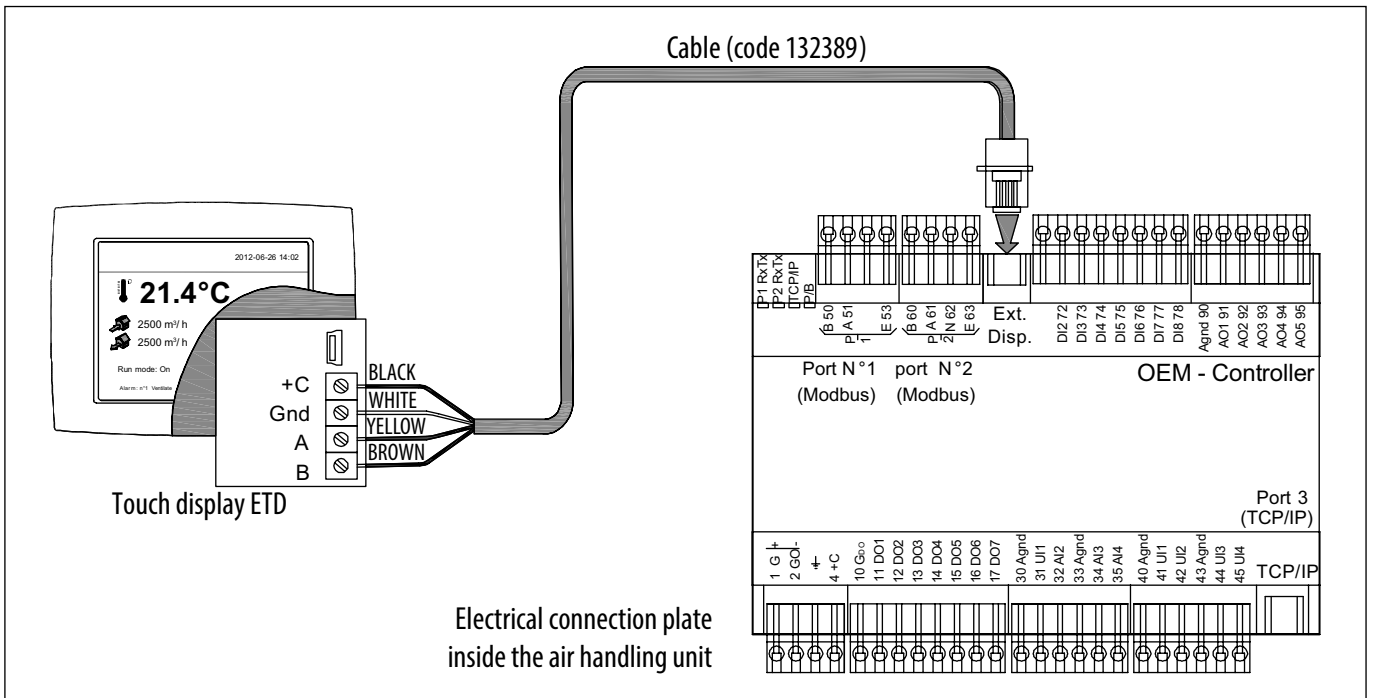 Cable (code 132389)
2012-06-26 14:02
21.4°C
2500 m³/ h
2500 m³/ h
Run mode: On
Alarm: n°1 Ventilate
+C
Gnd
A
B
BLACK
WHITE
YELLOW
BROWN
Touch display ETD
P1 RxTx
P2 RxTx
TCP/IP
P/B
B 50
A 51
E 53
P 1
B 60
A 61
N 62
E 63
P 2
Ext.
Disp.
DI2 72
DI3 73
DI4 74
DI5 75
DI6 76
DI7 77
DI8 78
Agnd 90
AO1 91
AO2 92
AO3 93
AO4 94
AO5 95
Port N°1
(Modbus)
port N°2
(Modbus)
OEM - Controller
Port 3
(TCP/IP)
1 G +
2 GO -
4 +C
10 GDO
11 DO1
12 DO2
13 DO3
14 DO4
15 DO5
16 DO6
17 DO7
30 Agnd
31 UI1
32 AI2
33 Agnd
34 AI3
35 AI4
40 Agnd
41 UI1
42 UI2
43 Agnd
44 UI3
45 UI4
TCP/IP
Electrical connection plate
inside the air handling unit